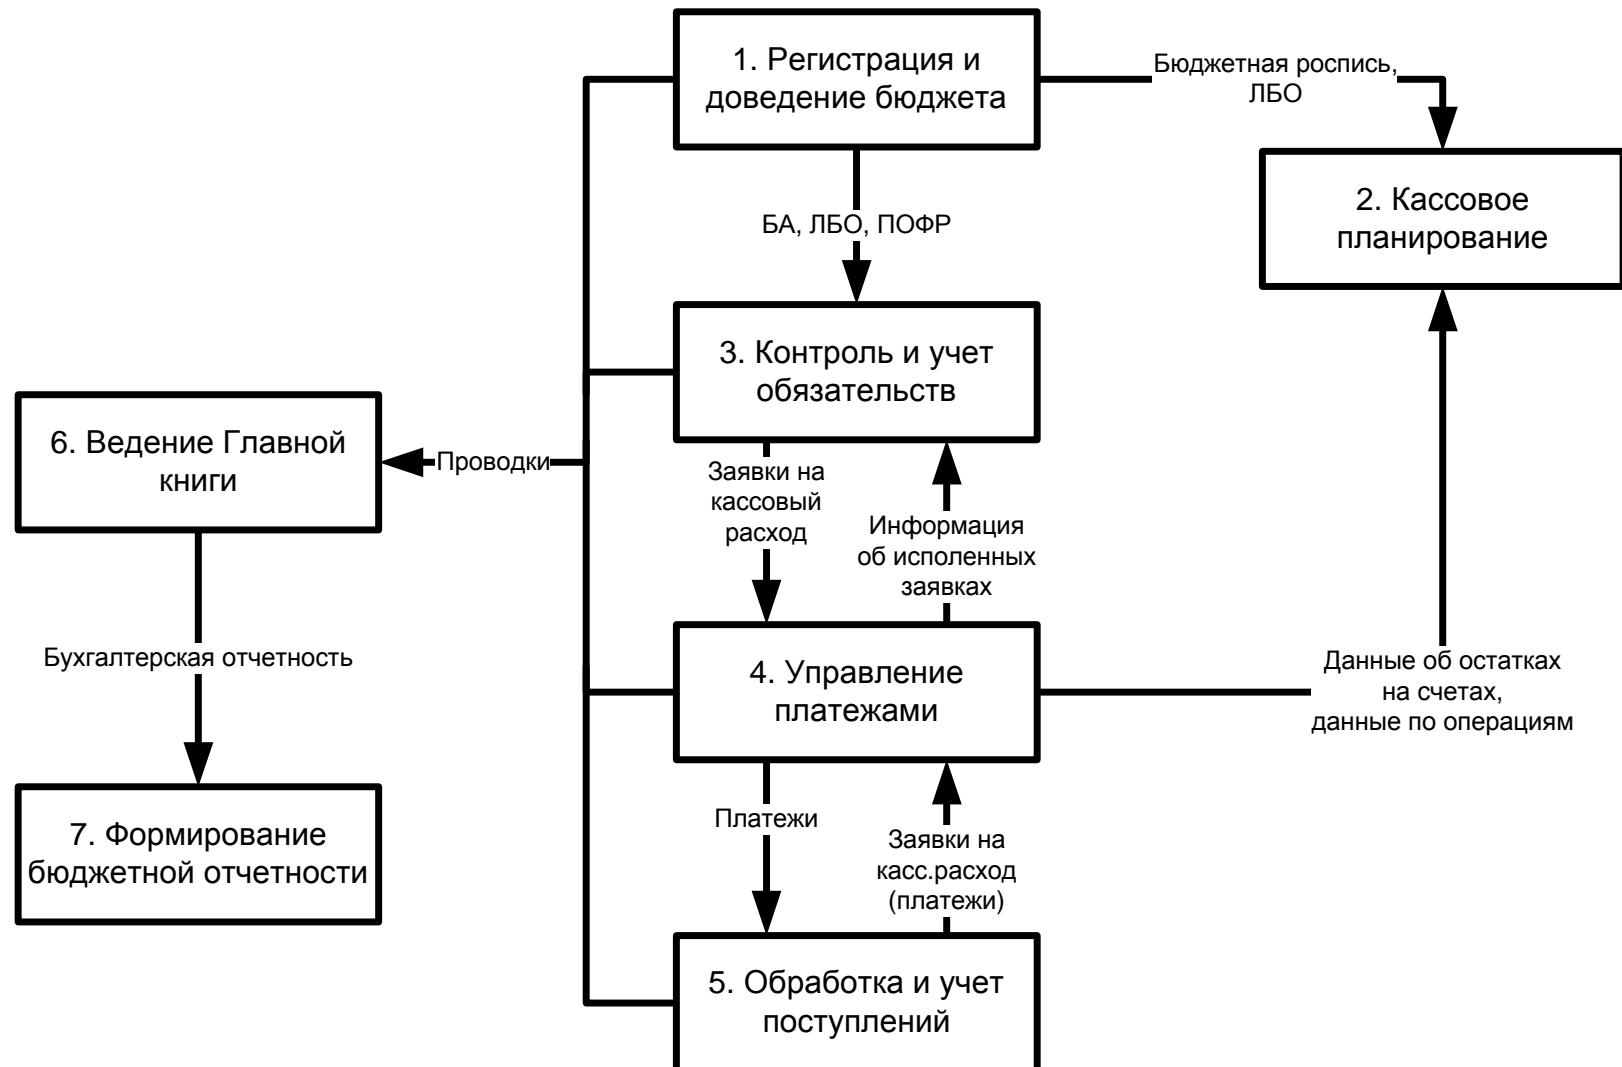 1. Регистрация и
доведение бюджета
Бюджетная роспись,
ЛБО
2. Кассовое
планирование
БА, ЛБО, ПОФР
3. Контроль и учет
обязательств
6. Ведение Главной
книги
Проводки
Заявки на
кассовый
расход
Информация
об исполенных
заявках
Бухгалтерская отчетность
4. Управление
платежами
Данные об остатках
на счетах,
данные по операциям
7. Формирование
бюджетной отчетности
Платежи
Заявки на
касс.расход
(платежи)
5. Обработка и учет
поступлений